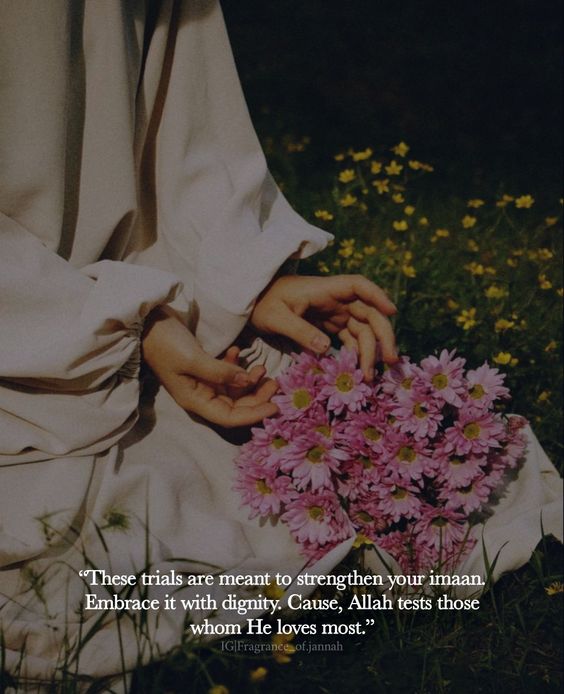 “These trials are meant to strengthen your imaan.
Embrace it with dignity. Cause, Allah tests those
whom He loves most.”
IG|Fragrance_of.jannah